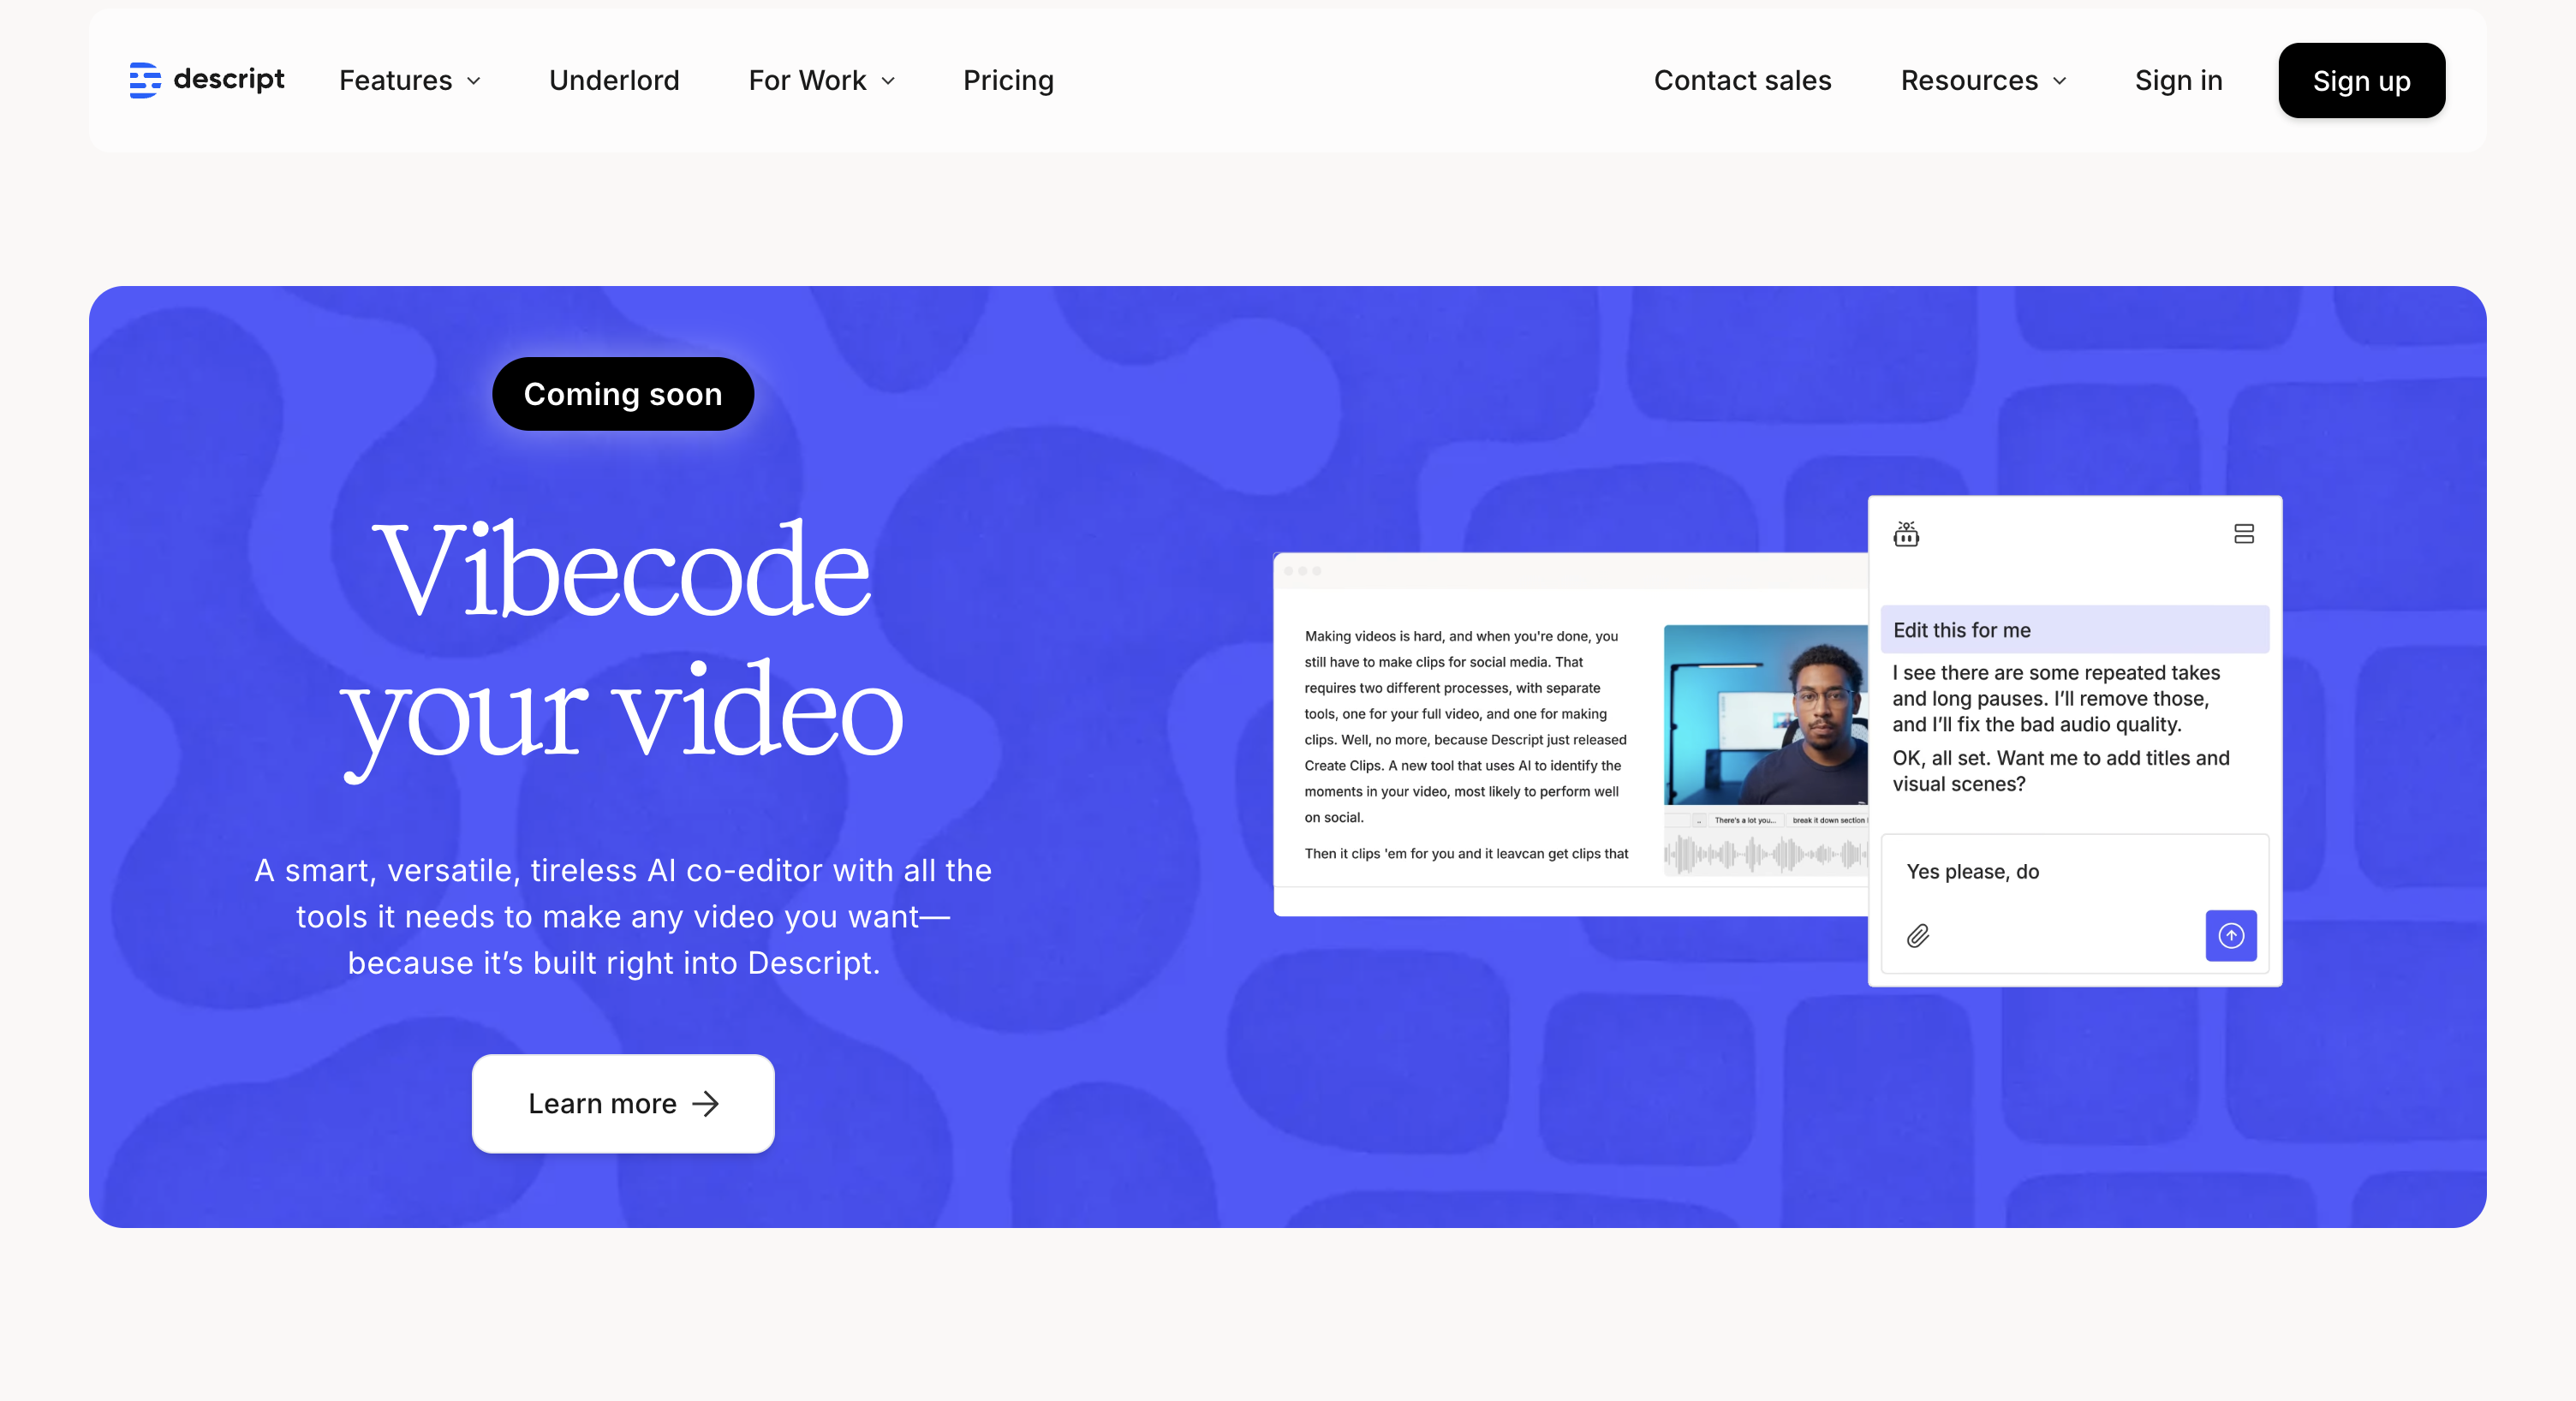 descript
Features
Underlord
For Work
Pricing
Contact sales
Resources
Sign in
Sign up
Coming soon
Vibecode
your video
A smart, versatile, tireless AI co-editor with all the
tools it needs to make any video you want—
because it’s built right into Descript.
Learn more
Making videos is hard, and when you're done, you
still have to make clips for social media. That
requires two different processes, with separate
tools, one for your full video, and one for making
clips. Well, no more, because Descript just released
Create Clips. A new tool that uses AI to identify the
moments in your video, most likely to perform well
on social.
Then it clips 'em for you and it leavcan get clips that
..
There's a lot you...
break it down section
Edit this for me
I see there are some repeated takes
and long pauses. I’ll remove those,
and I’ll fix the bad audio quality.
OK, all set. Want me to add titles and
visual scenes?
Yes please, do